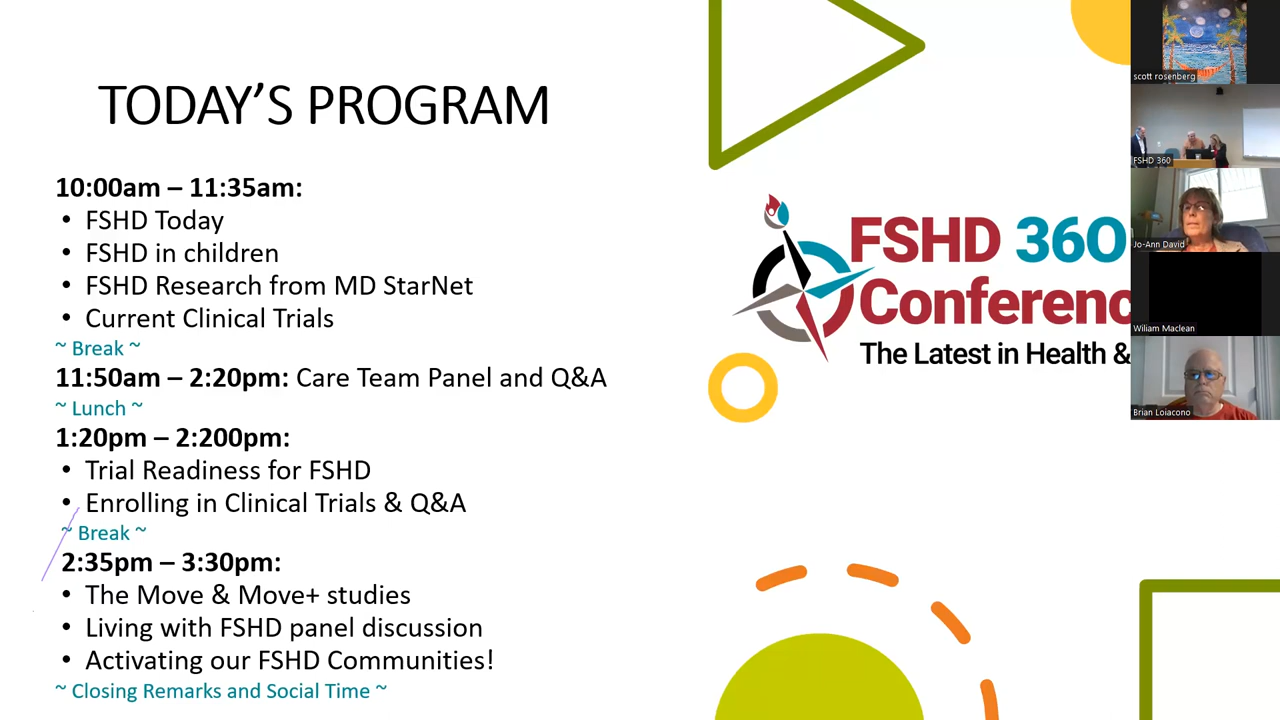 TODAY'S PROGRAM
10:00am – 11:35am:
• FSHD Today
• FSHD in children
• FSHD Research from MD StarNet
• Current Clinical Trials
~ Break ~
11:50am – 2:20pm: Care Team Panel and Q&A
~ Lunch ~
1:20pm – 2:200pm:
• Trial Readiness for FSHD
• Enrolling in Clinical Trials & Q&A
~ Break ~
2:35pm – 3:30pm:
• The Move & Move+ studies
• Living with FSHD panel discussion
• Activating our FSHD Communities!
~ Closing Remarks and Social Time ~
FSHD 360
Conferenc
The Latest in Health &
scott rosenberg
FSHD 360
Jo-Ann David
Wiliam Maclean
Brian Loiacono